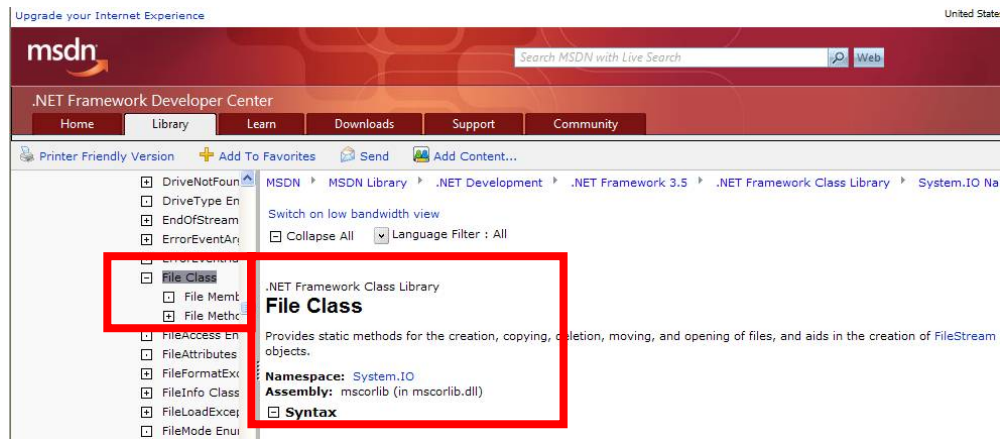 Upgrade your Internet Experience
United State
msdn
Search MSDN with Live Search
Web
.NET Framework Developer Center
Home Library Learn Downloads Support Community
Printer Friendly Version Add To Favorites Send Add Content...
DriveNotFoun
DriveType En
EndOfStream
ErrorEventArg
File Class
File Memb
File Metho
FileAccess En
FileAttributes
FileFormatExc
FileInfo Class
FileLoadExcep
FileMode Enur
MSDN MSDN Library .NET Development .NET Framework 3.5 .NET Framework Class Library System.IO Na
Switch on low bandwidth view
Collapse All Language Filter : All
.NET Framework Class Library
File Class
Provides static methods for the creation, copying, deletion, moving, and opening of files, and aids in the creation of FileStream
objects.
Namespace: System.IO
Assembly: mscorlib (in mscorlib.dll)
Syntax